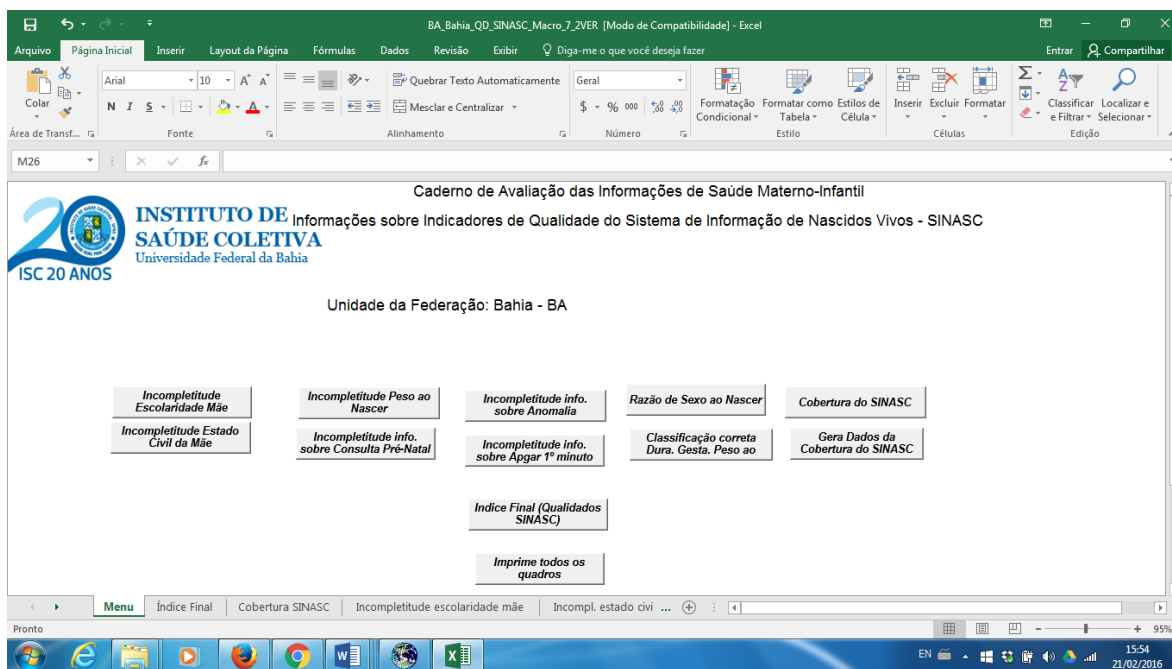 BA_Bahia_QD_SINASC_Macro_7_2VER [Modo de Compatibilidade] - Excel
Arquivo Página Inicial Inserir Layout da Página Fórmulas Dados Revisão Exibir Diga-me o que você deseja fazer Entrar Compartilhar
Arial 10 Quebrar Texto Automaticamente Geral
Colar N I S Mesclar e Centralizar $ % 000 Formatação Condicional Formatar como Tabela Estilos de Célula Inserir Excluir Formatar Classificar e Filtrar Localizar e Selecionar
Área de Transf... Fonte Alinhamento Número Estilo Células Edição
M26 fx
Caderno de Avaliação das Informações de Saúde Materno-Infantil
INSTITUTO DE
SAÚDE COLETIVA
Universidade Federal da Bahia
ISC 20 ANOS
Informações sobre Indicadores de Qualidade do Sistema de Informação de Nascidos Vivos - SINASC
Unidade da Federação: Bahia - BA
Incompletitude
Escolaridade Mãe
Incompletitude Peso ao
Nascer
Incompletitude info.
sobre Anomalia
Razão de Sexo ao Nascer
Cobertura do SINASC
Incompletitude Estado
Civil da Mãe
Incompletitude info.
sobre Consulta Pré-Natal
Incompletitude info.
sobre Apgar 1º minuto
Classificação correta
Dura. Gesta. Peso ao
Gera Dados da
Cobertura do SINASC
Indice Final (Qualidados
SINASC)
Imprime todos os
quadros
Menu Índice Final Cobertura SINASC Incompletitude escolaridade mãe Incompl. estado civi ...
Pronto 95%
EN 15:54
21/02/2016